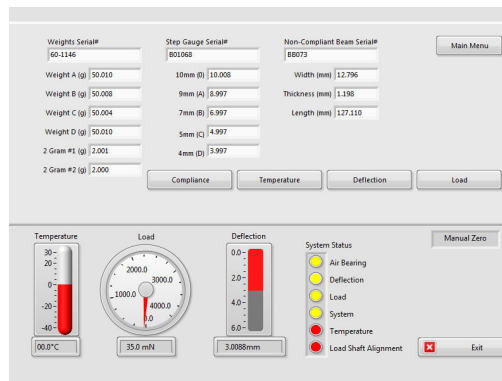 Weights Serial#
60-1146
Weight A (g) 50.010
Weight B (g) 50.008
Weight C (g) 50.004
Weight D (g) 50.010
2 Gram #1 (g) 2.001
2 Gram #2 (g) 2.000
Step Gauge Serial#
B01068
10mm (0) 10.008
9mm (A) 8.997
7mm (B) 6.997
5mm (C) 4.997
4mm (D) 3.997
Non-Compliant Beam Serial#
BB073
Width (mm) 12.796
Thickness (mm) 1.198
Length (mm) 127.110
Main Menu
Compliance Temperature Deflection Load
Temperature
30-
20-
0-
-20-
-40-
00.0°C
Load
2000.0
3000.0
1000.0
4000.0
0.0
35.0 mN
Deflection
0.0-
2.0-
4.0-
6.0-
3.0088mm
System Status
Air Bearing
Deflection
Load
System
Temperature
Load Shaft Alignment
Manual Zero
Exit